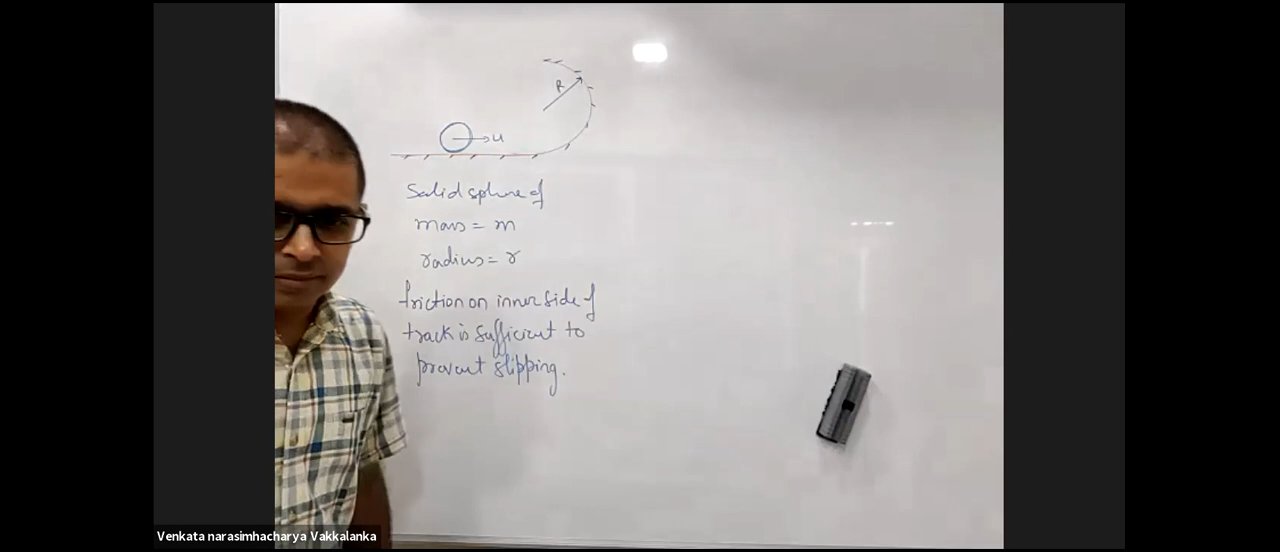 R
u
Solid sphere of
mass = m
radius = r
friction on inner side of
track is sufficient to
prevent slipping.
Venkata narasimhacharya Vakkalanka